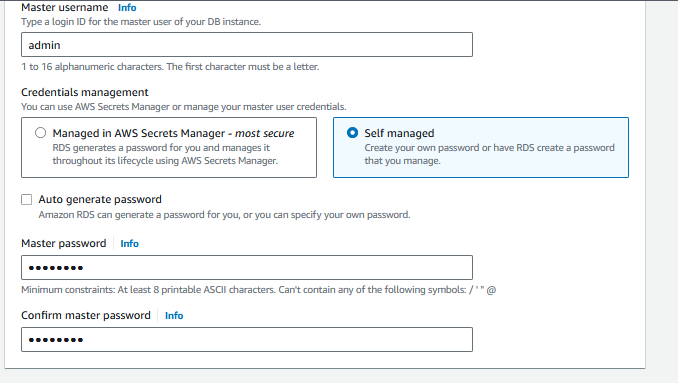 Master username Info
Type a login ID for the master user of your DB instance.
admin
1 to 16 alphanumeric characters. The first character must be a letter.
Credentials management
You can use AWS Secrets Manager or manage your master user credentials.
Managed in AWS Secrets Manager - most secure
RDS generates a password for you and manages it
throughout its lifecycle using AWS Secrets Manager.
Self managed
Create your own password or have RDS create a password
that you manage.
Auto generate password
Amazon RDS can generate a password for you, or you can specify your own password.
Master password Info
••••••••
Minimum constraints: At least 8 printable ASCII characters. Can't contain any of the following symbols: / ' " @
Confirm master password Info
••••••••